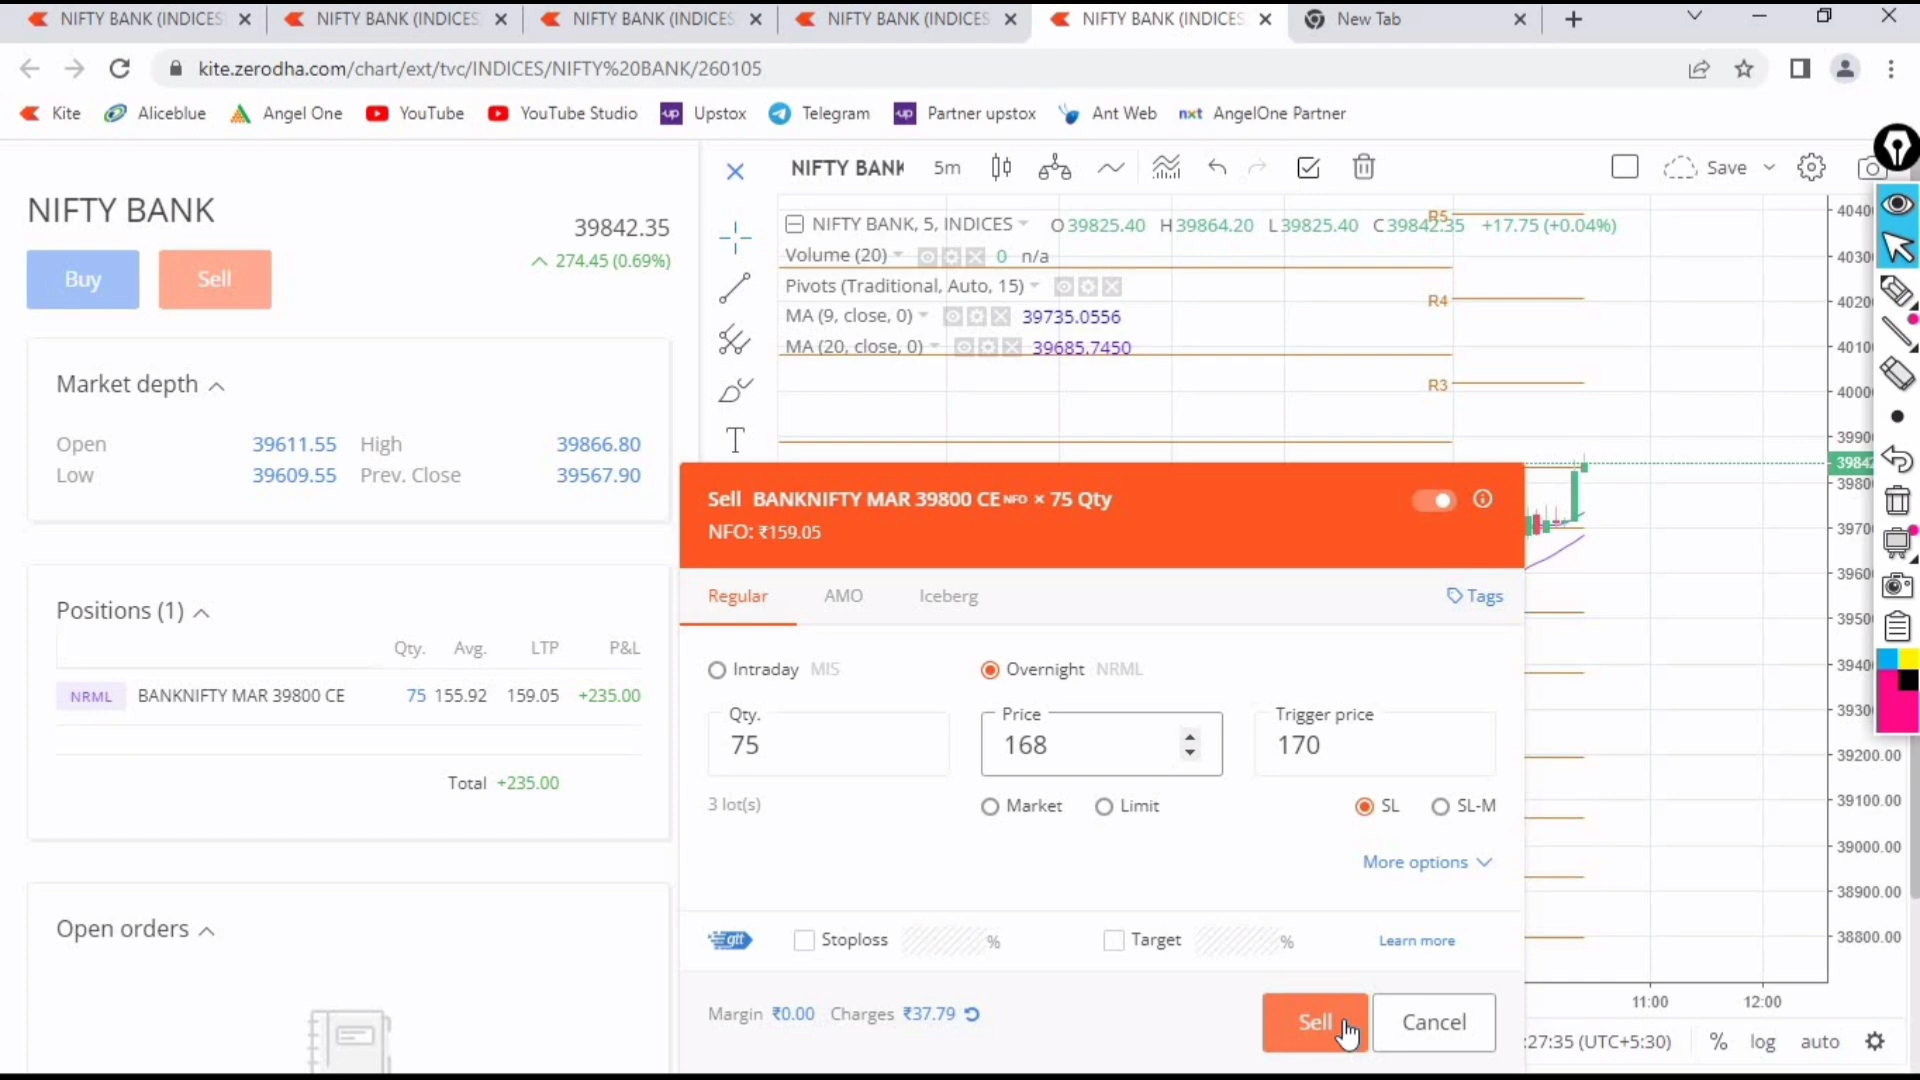 NIFTY BANK (INDICES NIFTY BANK (INDICES NIFTY BANK (INDICES NIFTY BANK (INDICES NIFTY BANK (INDICES New Tab
kite.zerodha.com/chart/ext/tvc/INDICES/NIFTY%20BANK/260105
Kite Aliceblue Angel One YouTube YouTube Studio Upstox Telegram Partner upstox Ant Web nxt AngelOne Partner
NIFTY BANK
39842.35
274.45 (0.69%)
Buy Sell
Market depth
Open 39611.55 High 39866.80
Low 39609.55 Prev. Close 39567.90
Positions (1)
Qty. Avg. LTP P&L
NRML BANKNIFTY MAR 39800 CE 75 155.92 159.05 +235.00
Total +235.00
Open orders
NIFTY BANK 5m Save
NIFTY BANK, 5, INDICES O39825.40 H39864.20 L39825.40 C39842.35 +17.75 (+0.04%)
Volume (20) 0 n/a
Pivots (Traditional, Auto, 15)
MA (9, close, 0) 39735.0556
MA (20, close, 0) 39685.7450
R5
R4
R3
Sell BANKNIFTY MAR 39800 CE NFO × 75 Qty
NFO: ₹159.05
Regular AMO Iceberg Tags
Intraday MIS Overnight NRML
Qty. Price Trigger price
75 168 170
3 lot(s) Market Limit SL SL-M
More options
gtt Stoploss % Target % Learn more
Margin ₹0.00 Charges ₹37.79
Sell Cancel
39200.00
39100.00
39000.00
38900.00
38800.00
11:00 12:00
:27:35 (UTC+5:30) % log auto